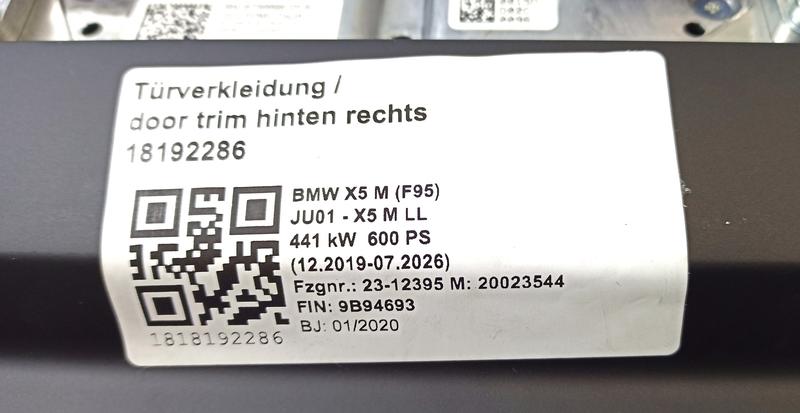 Türverkleidung /
door trim hinten rechts
18192286
BMW X5 M (F95)
JU01 - X5 M LL
441 kW 600 PS
(12.2019-07.2026)
Fzgnr.: 23-12395 M: 20023544
FIN: 9B94693
BJ: 01/2020
1818192286